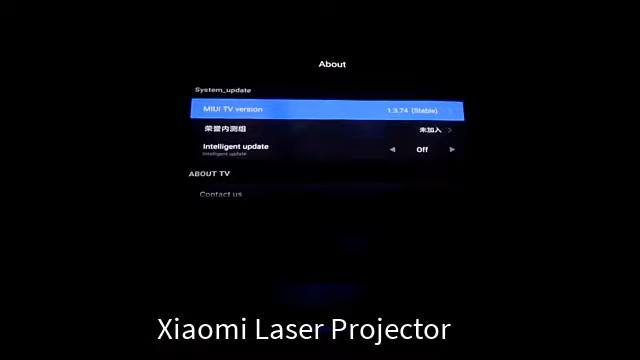 About
System_update
MIUI TV version 1.3.74 (Stable)
荣誉内测组 未加入
Intelligent update Off
Intelligent update
ABOUT TV
Contact us
Xiaomi Laser Projector